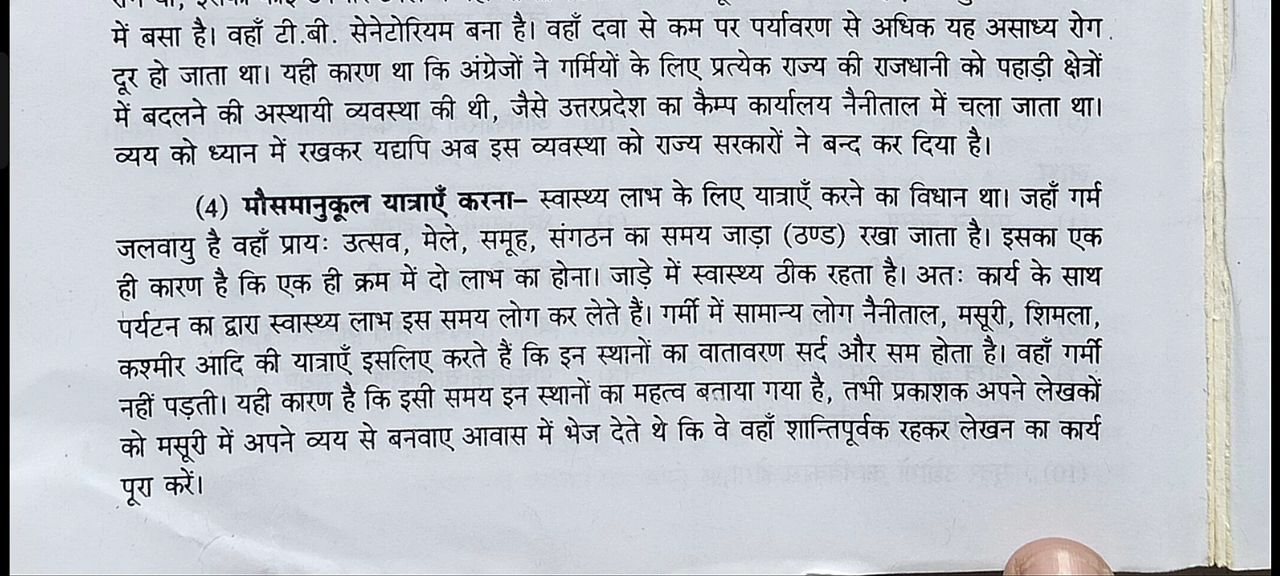 में बसा है। वहाँ टी.बी. सेनेटोरियम बना है। वहाँ दवा से कम पर पर्यावरण से अधिक यह असाध्य रोग
दूर हो जाता था। यही कारण था कि अंग्रेजों ने गर्मियों के लिए प्रत्येक राज्य की राजधानी को पहाड़ी क्षेत्रों
में बदलने की अस्थायी व्यवस्था की थी, जैसे उत्तरप्रदेश का कैम्प कार्यालय नैनीताल में चला जाता था।
व्यय को ध्यान में रखकर यद्यपि अब इस व्यवस्था को राज्य सरकारों ने बन्द कर दिया है।
(4) मौसमानुकूल यात्राएँ करना– स्वास्थ्य लाभ के लिए यात्राएँ करने का विधान था। जहाँ गर्म
जलवायु है वहाँ प्रायः उत्सव, मेले, समूह, संगठन का समय जाड़ा (ठण्ड) रखा जाता है। इसका एक
ही कारण है कि एक ही क्रम में दो लाभ का होना। जाड़े में स्वास्थ्य ठीक रहता है। अतः कार्य के साथ
पर्यटन का द्वारा स्वास्थ्य लाभ इस समय लोग कर लेते हैं। गर्मी में सामान्य लोग नैनीताल, मसूरी, शिमला,
कश्मीर आदि की यात्राएँ इसलिए करते हैं कि इन स्थानों का वातावरण सर्द और सम होता है। वहाँ गर्मी
नहीं पड़ती। यही कारण है कि इसी समय इन स्थानों का महत्व बताया गया है, तभी प्रकाशक अपने लेखकों
को मसूरी में अपने व्यय से बनवाए आवास में भेज देते थे कि वे वहाँ शान्तिपूर्वक रहकर लेखन का कार्य
पूरा करें।